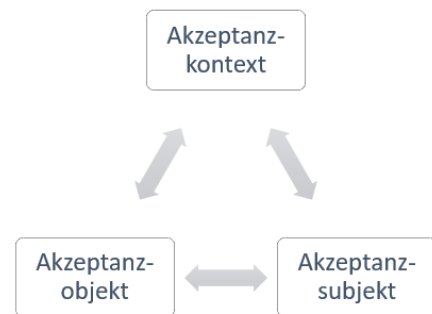 Akzeptanz-
kontext
Akzeptanz-
objekt
Akzeptanz-
subjekt